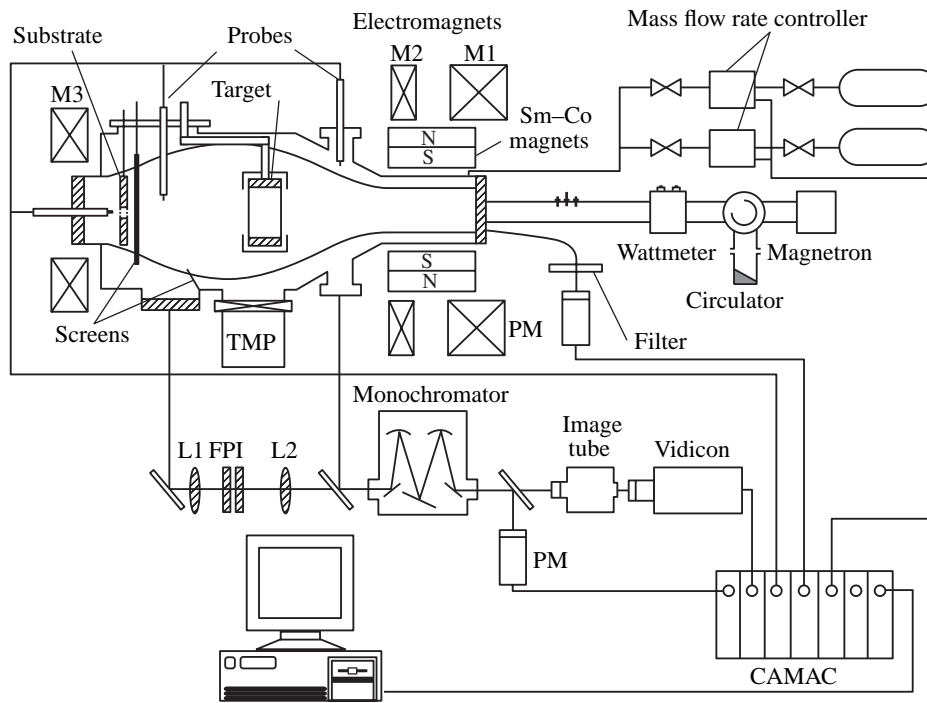 Electromagnets
Mass flow rate controller
Substrate
Probes
M2
M1
M3
Target
N
S
Sm–Co
magnets
Wattmeter
Magnetron
Circulator
S
N
Screens
TMP
PM
Filter
Monochromator
L1
FPI
L2
Image
tube
Vidicon
PM
CAMAC